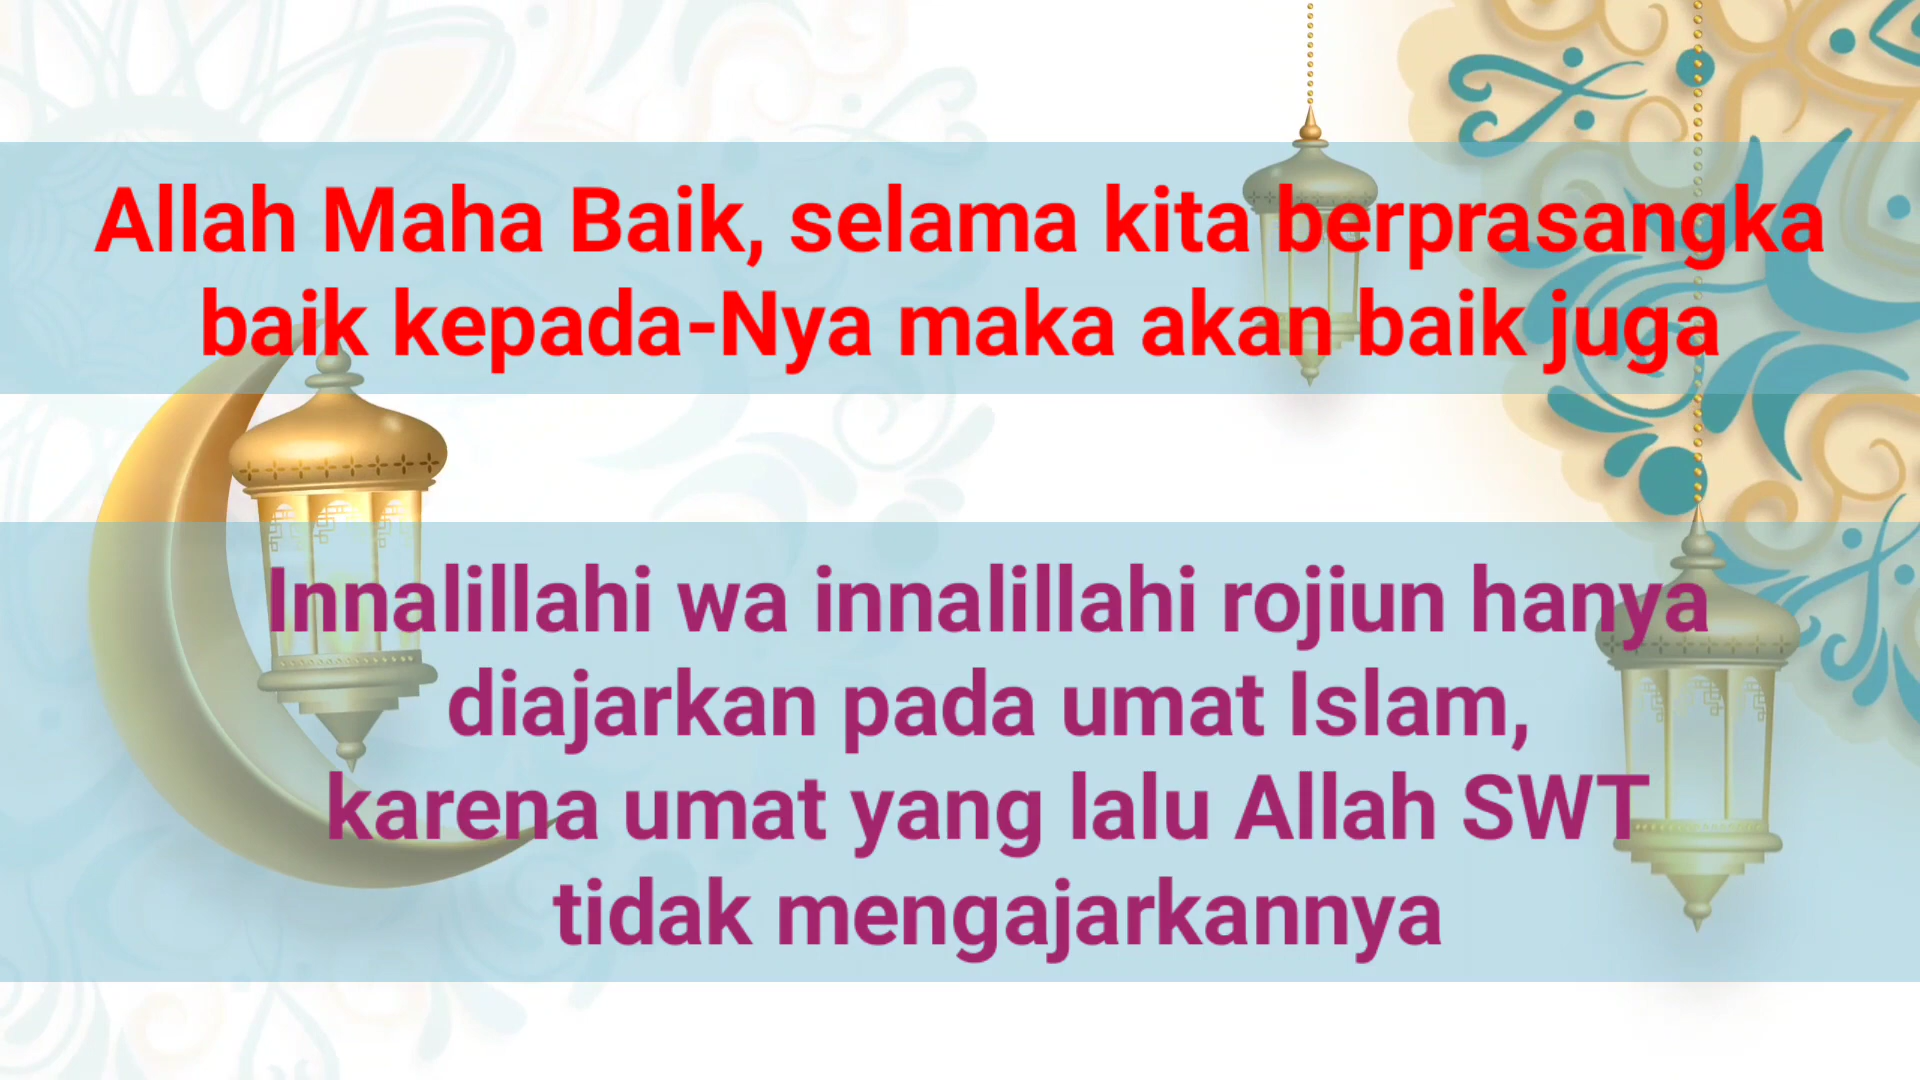 Allah Maha Baik, selama kita berprasangka
baik kepada-Nya maka akan baik juga
Innalillahi wa innalillahi rojiun hanya
diajarkan pada umat Islam,
karena umat yang lalu Allah SWT
tidak mengajarkannya